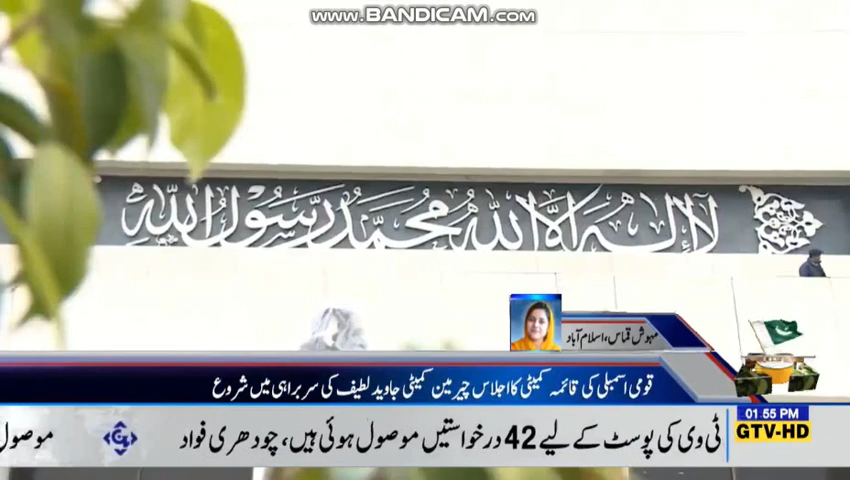 WWW.BANDICAM.COM
لا إله إلا الله محمد رسول الله
مہوش قماس، اسلام آباد
قومی اسمبلی کی قائمہ کمیٹی کا اجلاس چیرمین کمیٹی جاوید لطیف کی سربراہی میں شروع
01:55 PM
GTV-HD
ٹی وی کی پوسٹ کے لیے 42 درخواستیں موصول ہوئی ہیں، چودھری فواد
موصول